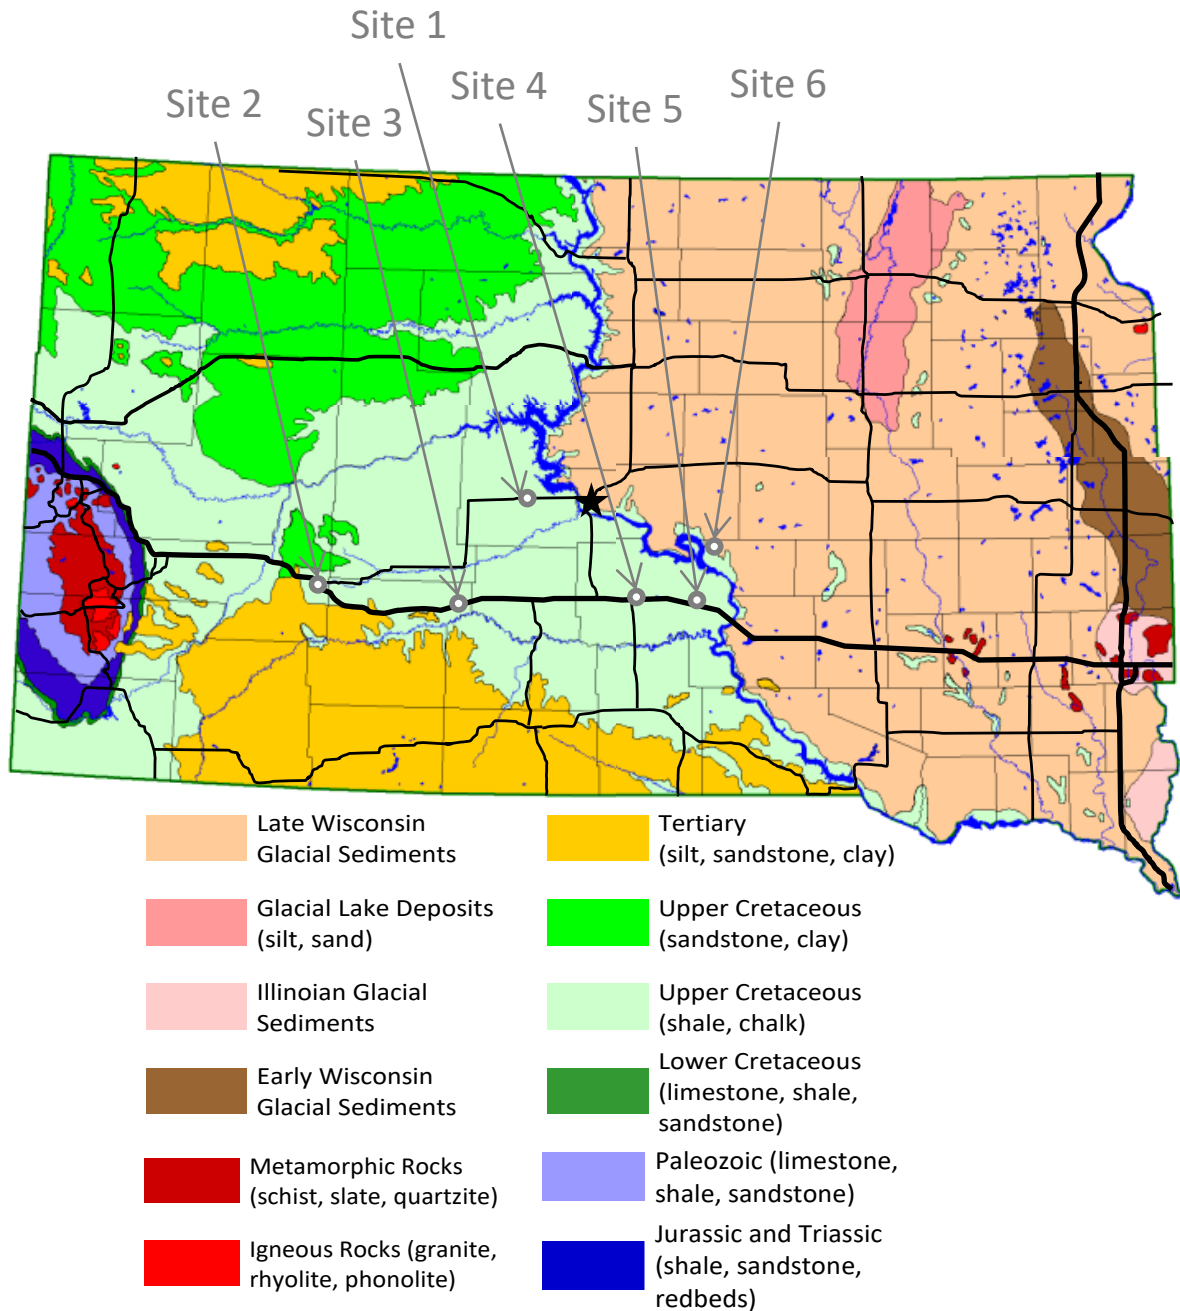 Site 1
Site 4
Site 6
Site 2
Site 5
Site 3
Late Wisconsin
Glacial Sediments
Glacial Lake Deposits
(silt, sand)
Illinoian Glacial
Sediments
Early Wisconsin
Glacial Sediments
Metamorphic Rocks
(schist, slate, quartzite)
Igneous Rocks (granite,
rhyolite, phonolite)
Tertiary
(silt, sandstone, clay)
Upper Cretaceous
(sandstone, clay)
Upper Cretaceous
(shale, chalk)
Lower Cretaceous
(limestone, shale,
sandstone)
Paleozoic (limestone,
shale, sandstone)
Jurassic and Triassic
(shale, sandstone,
redbeds)